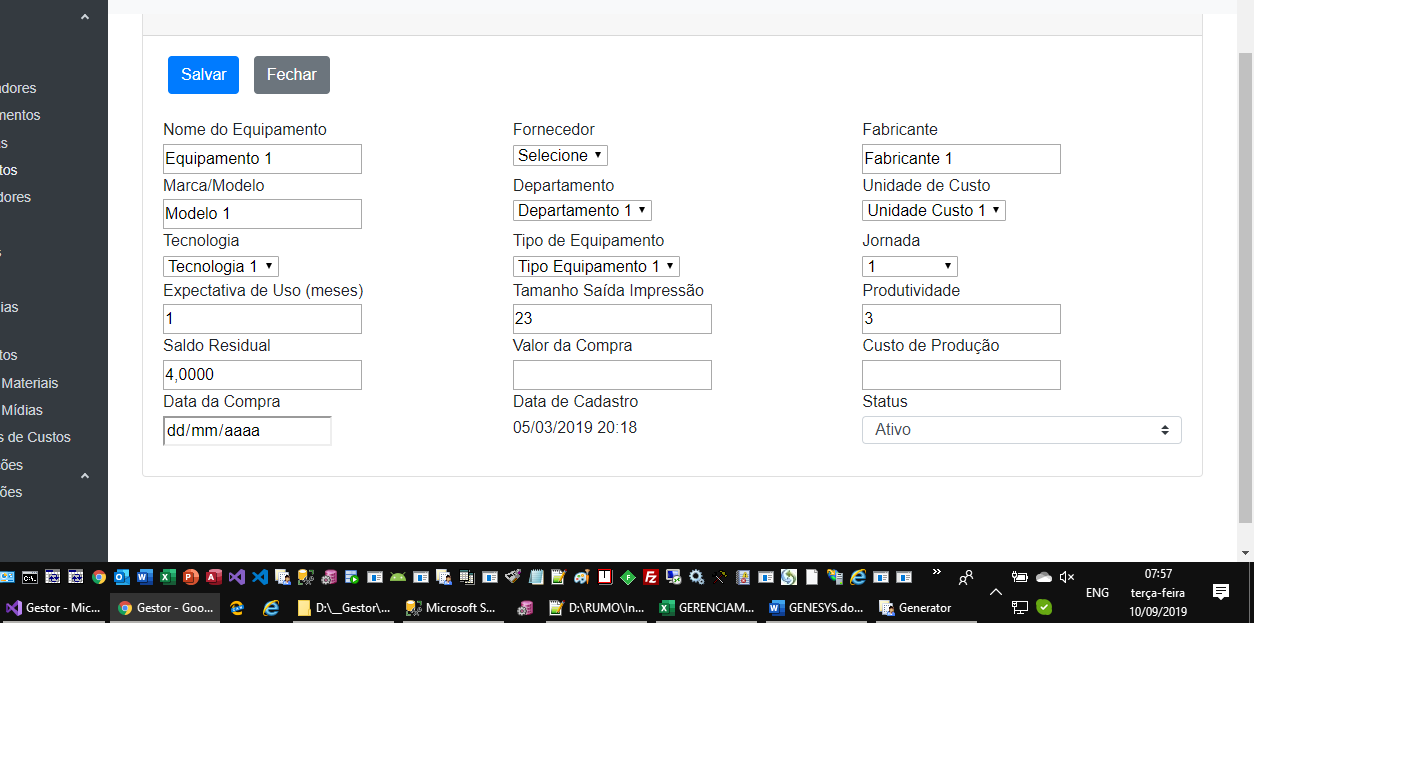 dores
mentos
s
tos
dores
s
ias
tos
Materiais
Mídias
s de Custos
ções
ões
Salvar Fechar
Nome do Equipamento Fornecedor Fabricante
Equipamento 1 Selecione Fabricante 1
Marca/Modelo Departamento Unidade de Custo
Modelo 1 Departamento 1 Unidade Custo 1
Tecnologia Tipo de Equipamento Jornada
Tecnologia 1 Tipo Equipamento 1 1
Expectativa de Uso (meses) Tamanho Saída Impressão Produtividade
1 23 3
Saldo Residual Valor da Compra Custo de Produção
4,0000
Data da Compra Data de Cadastro Status
dd/mm/aaaa 05/03/2019 20:18 Ativo
07:57
ENG terça-feira
10/09/2019
Gestor - Mic... Gestor - Goo... D:\__Gestor\... Microsoft S... D:\RUMO\In... GERENCIAM... GENESYS.do... Generator